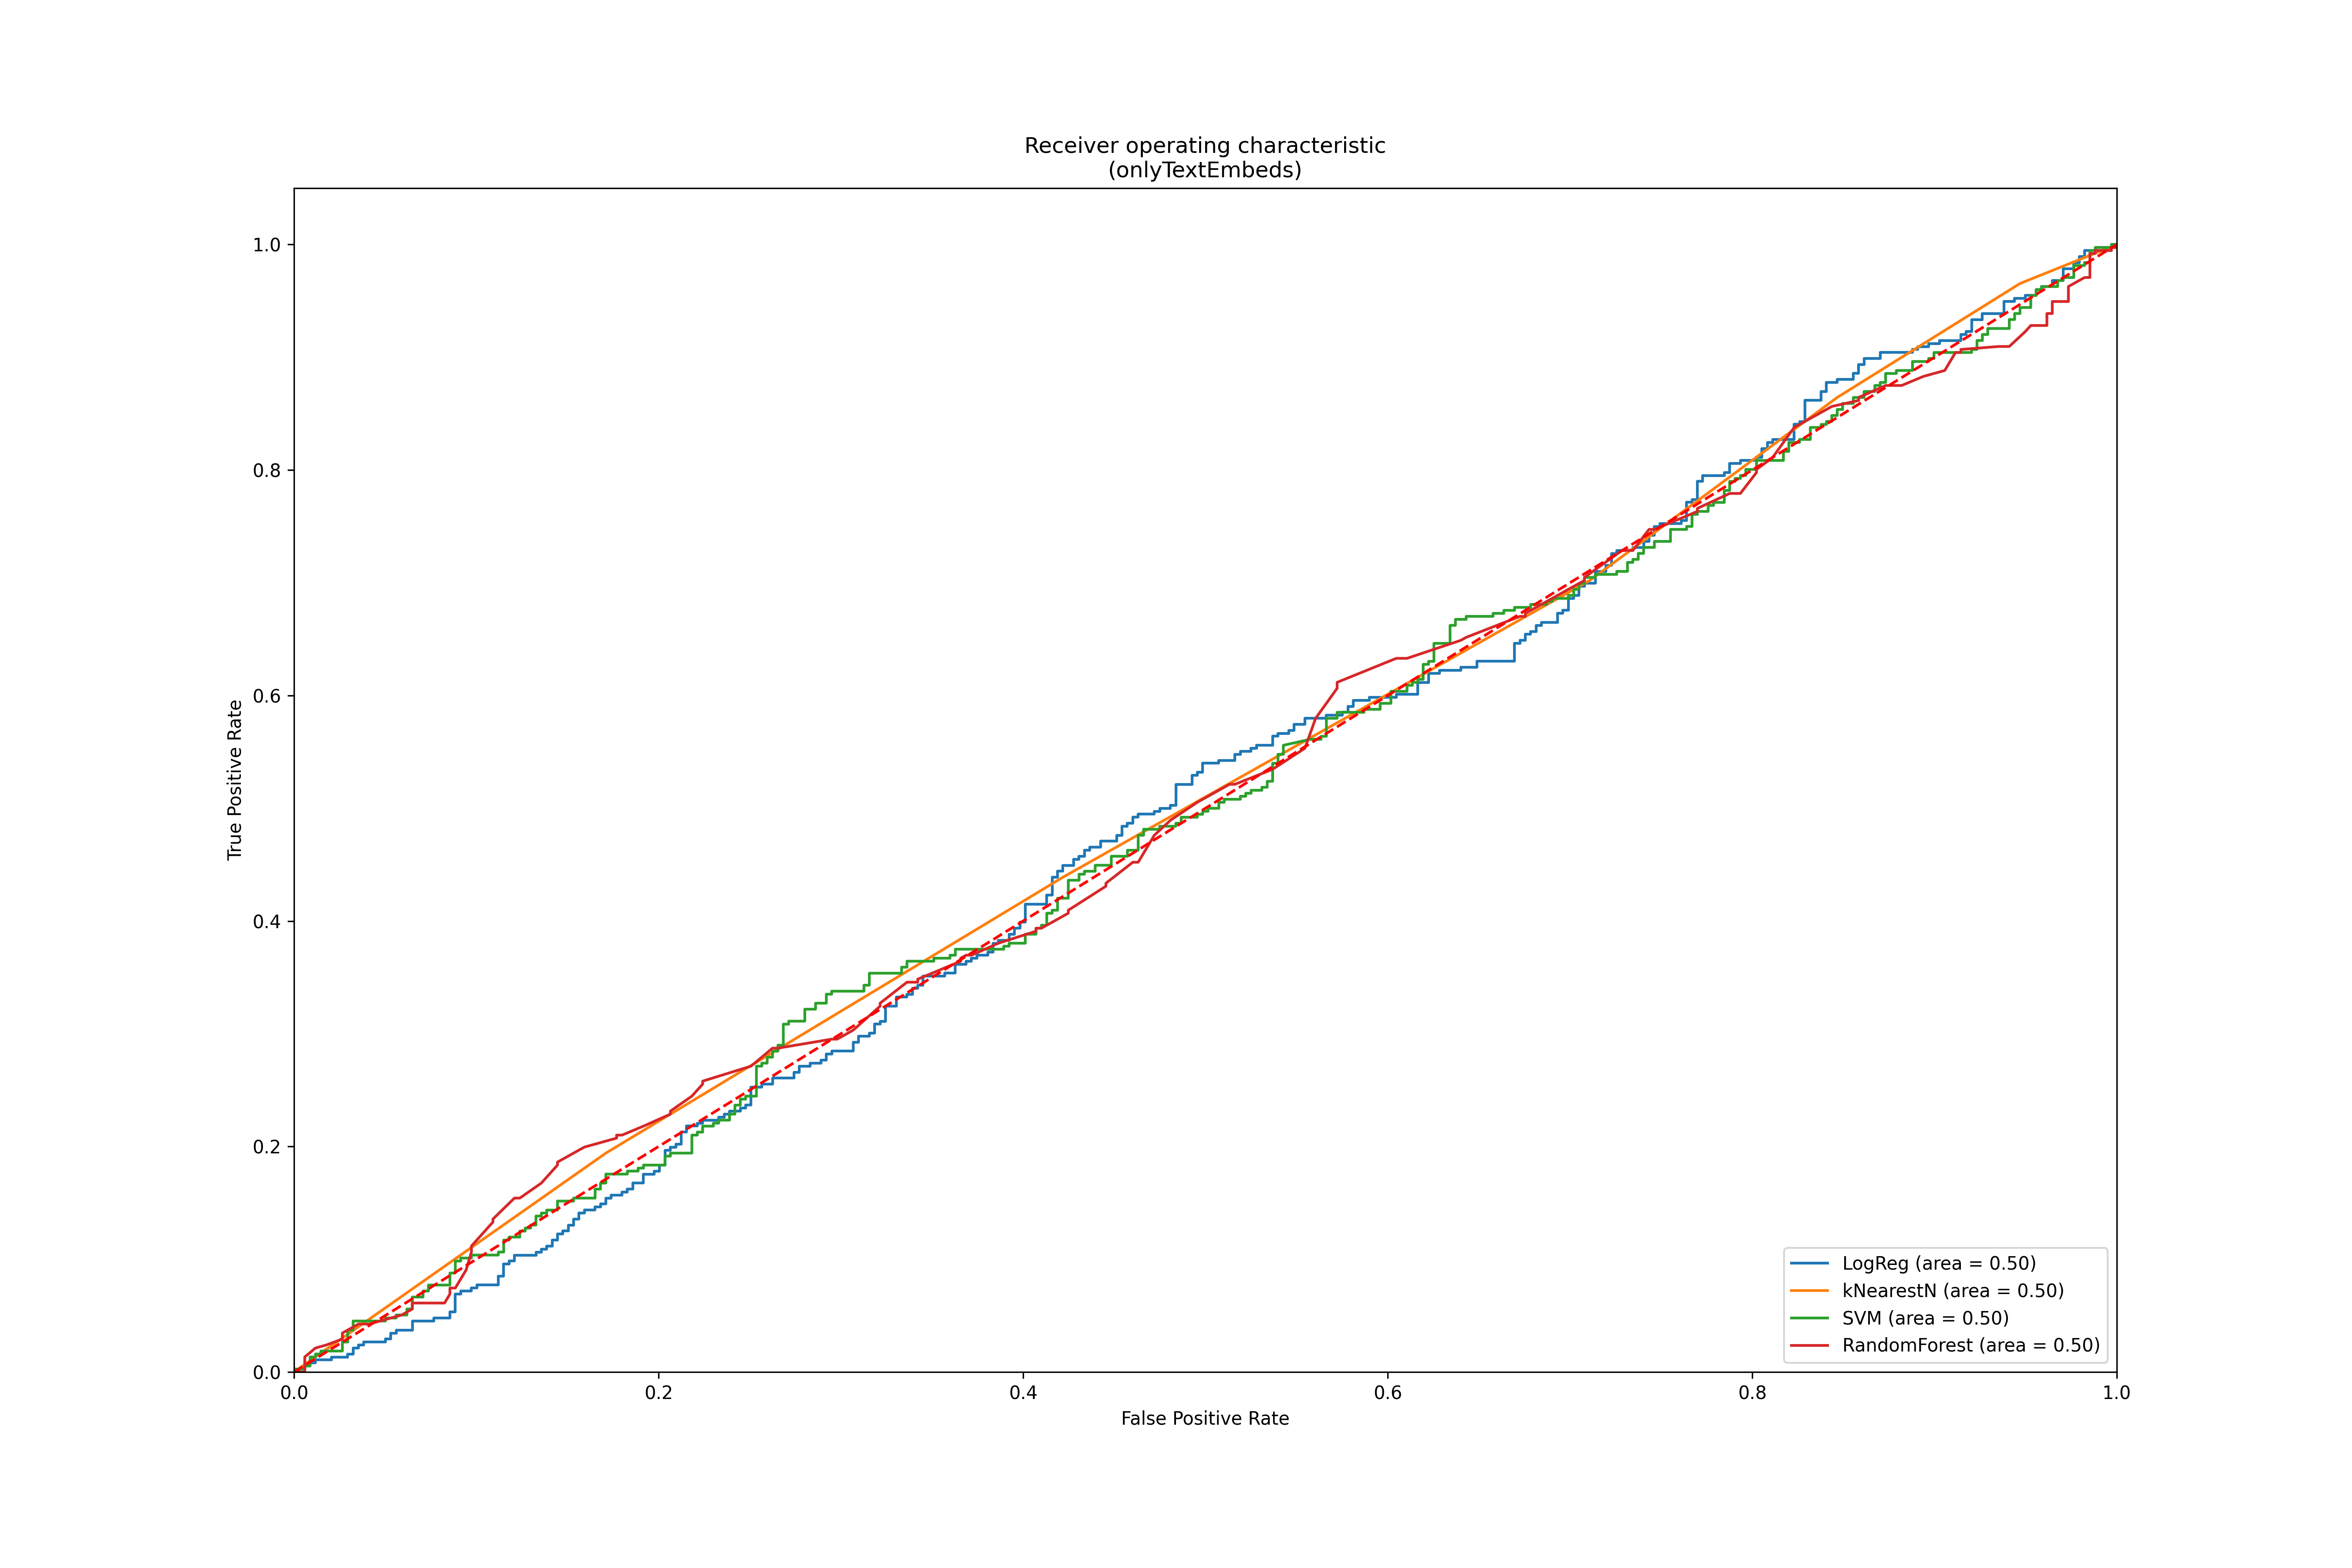 Receiver operating characteristic
(onlyTextEmbeds)
True Positive Rate
1.0
0.8
0.6
0.4
0.2
0.0
0.0
0.2
0.4
0.6
0.8
1.0
False Positive Rate
LogReg (area = 0.50)
kNearestN (area = 0.50)
SVM (area = 0.50)
RandomForest (area = 0.50)